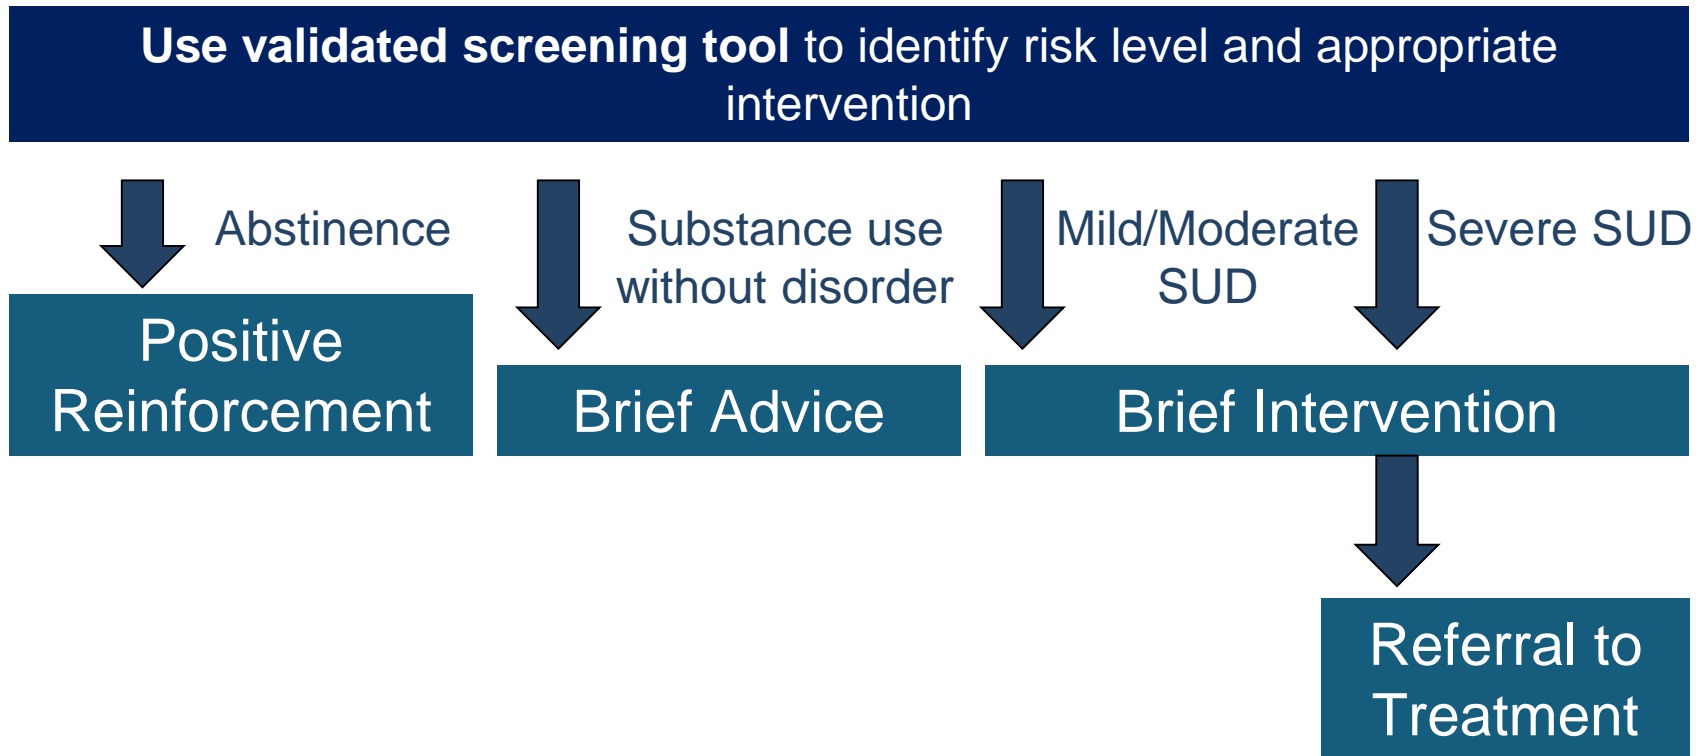 Use validated screening tool to identify risk level and appropriate
intervention
Abstinence
Substance use
without disorder
Mild/Moderate
SUD
Severe SUD
Positive
Reinforcement
Brief Advice
Brief Intervention
Referral to
Treatment